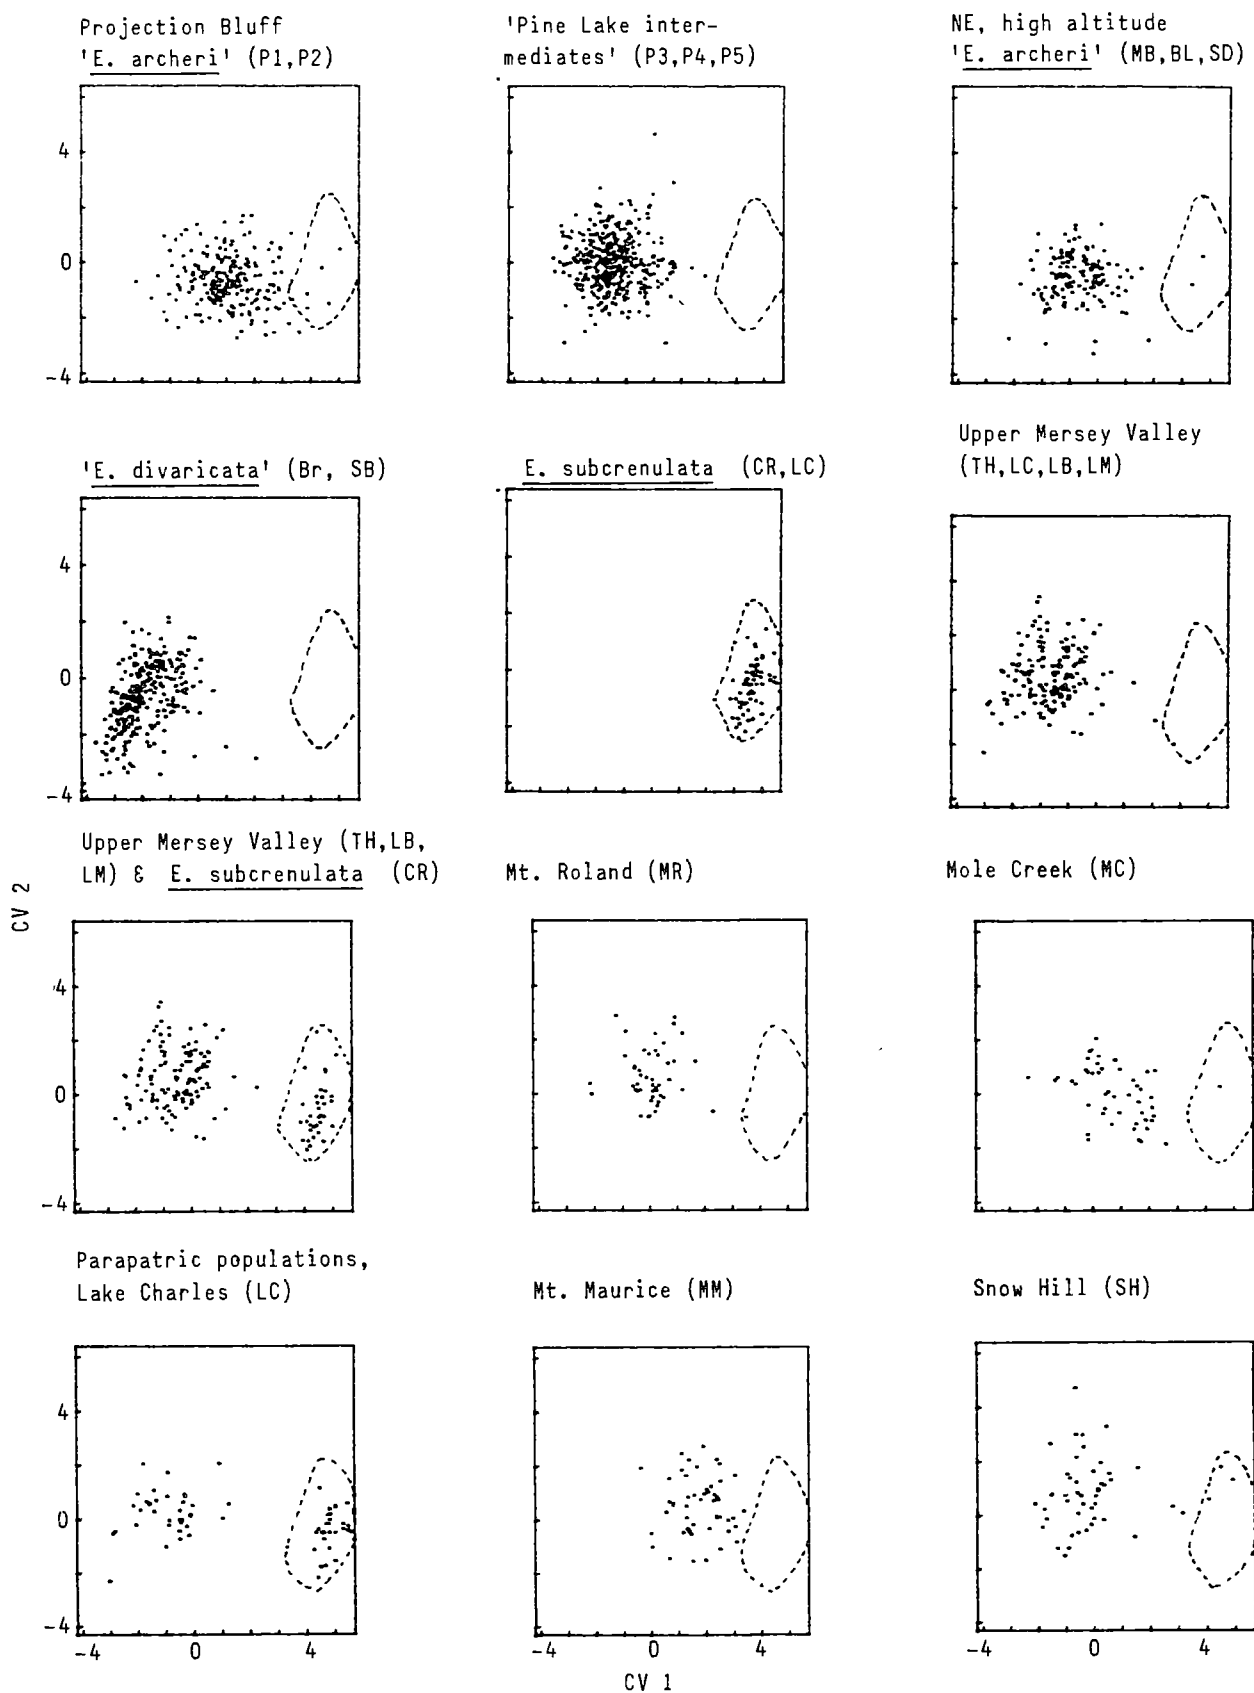 Projection Bluff
'E. archeri' (P1,P2)
'Pine Lake inter-
mediates' (P3,P4,P5)
NE, high altitude
'E. archeri' (MB,BL,SD)
4
0
-4
'E. divaricata' (Br, SB)
E. subcrenulata (CR,LC)
Upper Mersey Valley
(TH,LC,LB,LM)
4
0
-4
Upper Mersey Valley (TH,LB,
LM) & E. subcrenulata (CR)
Mt. Roland (MR)
Mole Creek (MC)
CV 2
4
0
-4
Parapatric populations,
Lake Charles (LC)
Mt. Maurice (MM)
Snow Hill (SH)
4
0
-4
-4 0 4
-4 0 4
-4 0 4
CV 1